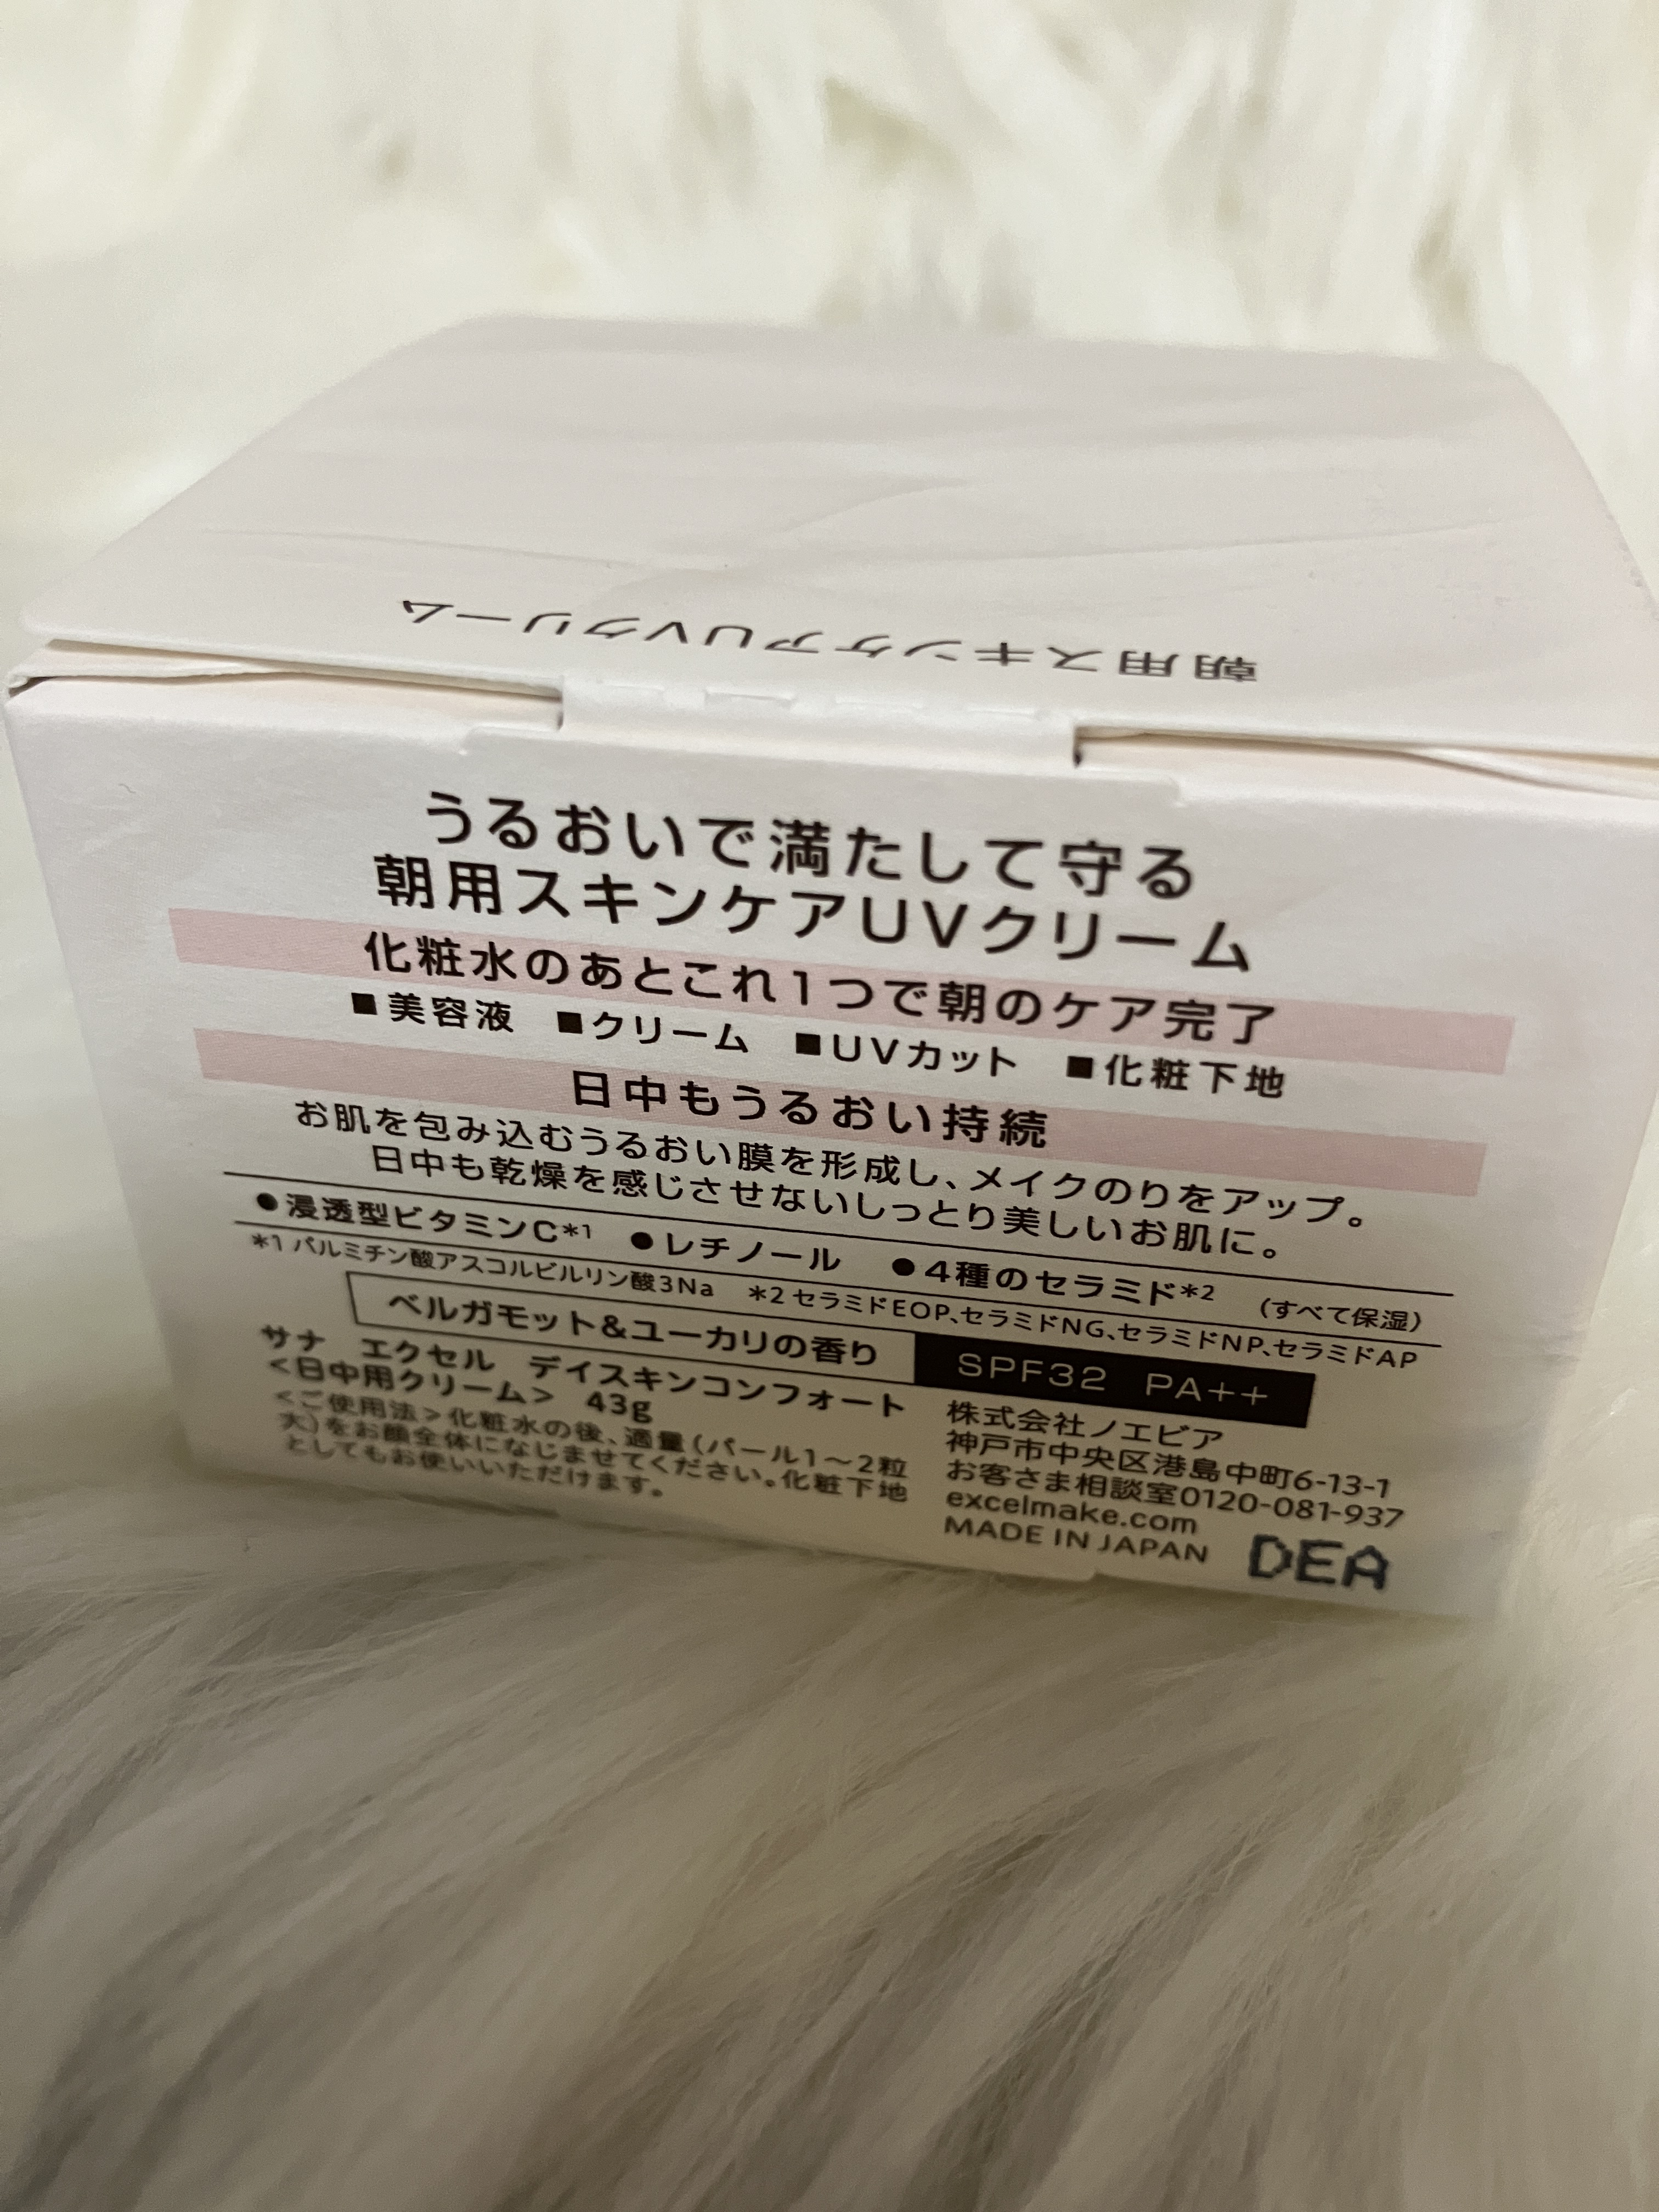 朝用スキンケアUVクリーム
うるおいで満たして守る
朝用スキンケアUVクリーム
化粧水のあとこれ1つで朝のケア完了
■美容液 ■クリーム ■UVカット ■化粧下地
日中もうるおい持続
お肌を包み込むうるおい膜を形成し、メイクのりをアップ。
日中も乾燥を感じさせないしっとり美しいお肌に。
●浸透型ビタミンC*1 ●レチノール ●4種のセラミド*2 (すべて保湿)
*1 パルミチン酸アスコルビルリン酸3Na *2 セラミドEOP、セラミドNG、セラミドNP、セラミドAP
ベルガモット&ユーカリの香り
SPF32 PA++
サナ エクセル デイスキンコンフォート
<日中用クリーム> 43g
<ご使用法>化粧水の後、適量(パール1〜2粒
大)をお顔全体になじませてください。化粧下地
としてもお使いいただけます。
株式会社ノエビア
神戸市中央区港島中町6-13-1
お客さま相談室0120-081-937
excelmake.com
MADE IN JAPAN
DEA